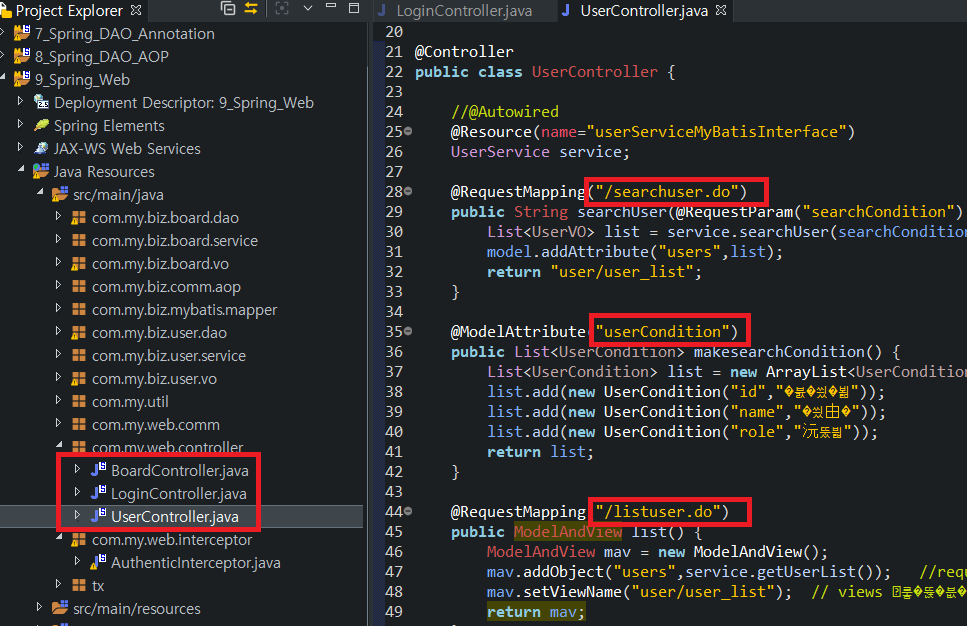 Project Explorer
7_Spring_DAO_Annotation
8_Spring_DAO_AOP
9_Spring_Web
Deployment Descriptor: 9_Spring_Web
Spring Elements
JAX-WS Web Services
Java Resources
src/main/java
com.my.biz.board.dao
com.my.biz.board.service
com.my.biz.board.vo
com.my.biz.comm.aop
com.my.biz.mybatis.mapper
com.my.biz.user.dao
com.my.biz.user.service
com.my.biz.user.vo
com.my.util
com.my.web.comm
com.my.web.controller
BoardController.java
LoginController.java
UserController.java
com.my.web.interceptor
AuthenticInterceptor.java
tx
src/main/resources
LoginController.java
UserController.java
20
21 @Controller
22 public class UserController {
23
24 //@Autowired
25 @Resource(name="userServiceMyBatisInterface")
26 UserService service;
27
28 @RequestMapping("/searchuser.do")
29 public String searchUser(@RequestParam("searchCondition")
30 List<UserVO> list = service.searchUser(searchCondition
31 model.addAttribute("users",list);
32 return "user/user_list";
33 }
34
35 @ModelAttribute("userCondition")
36 public List<UserCondition> makesearchCondition() {
37 List<UserCondition> list = new ArrayList<UserCondition
38 list.add(new UserCondition("id","
39 list.add(new UserCondition("name","
40 list.add(new UserCondition("role","
41 return list;
42 }
43
44 @RequestMapping("/listuser.do")
45 public ModelAndView list() {
46 ModelAndView mav = new ModelAndView();
47 mav.addObject("users",service.getUserList()); //requ
48 mav.setViewName("user/user_list"); // views
49 return mav;